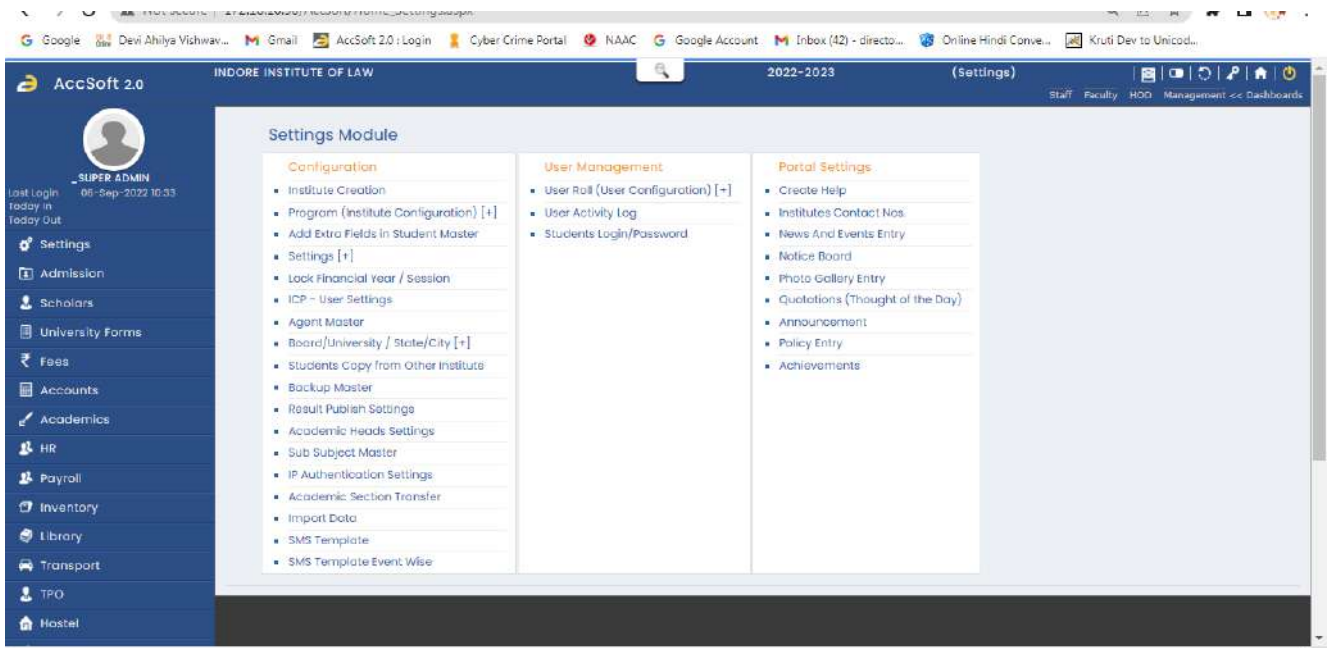 Not secure
Google Devi Ahilya Vishwav... Gmail AccSoft 2.0 : Login Cyber Crime Portal NAAC Google Account Inbox (42) - directo... Online Hindi Conve... Kruti Dev to Unicod...
AccSoft 2.0
INDORE INSTITUTE OF LAW 2022-2023 (Settings)
Staff Faculty HOD Management << Dashboards
_SUPER ADMIN
Last Login 06-Sep-2022 10:33
Today In
Today Out
Settings
Admission
Scholars
University Forms
Fees
Accounts
Academics
HR
Payroll
Inventory
Library
Transport
TPO
Hostel
Settings Module
Configuration
Institute Creation
Program (Institute Configuration) [+]
Add Extra Fields in Student Master
Settings [+]
Lock Financial Year / Session
ICP - User Settings
Agent Master
Board/University / State/City [+]
Students Copy from Other Institute
Backup Master
Result Publish Settings
Academic Heads Settings
Sub Subject Master
IP Authentication Settings
Academic Section Transfer
Import Data
SMS Template
SMS Template Event Wise
User Management
User Roll (User Configuration) [+]
User Activity Log
Students Login/Password
Portal Settings
Create Help
Institutes Contact Nos.
News And Events Entry
Notice Board
Photo Gallery Entry
Quotations (Thought of the Day)
Announcement
Policy Entry
Achievements